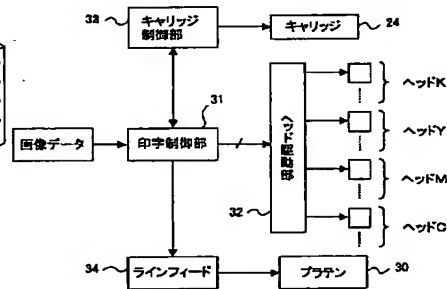 33
キャリッジ
制御部
キャリッジ
24
31
画像データ
印字制御部
ヘッド駆動部
32
ヘッドK
ヘッドY
ヘッドM
ヘッドC
34
ラインフィード
プラテン
30